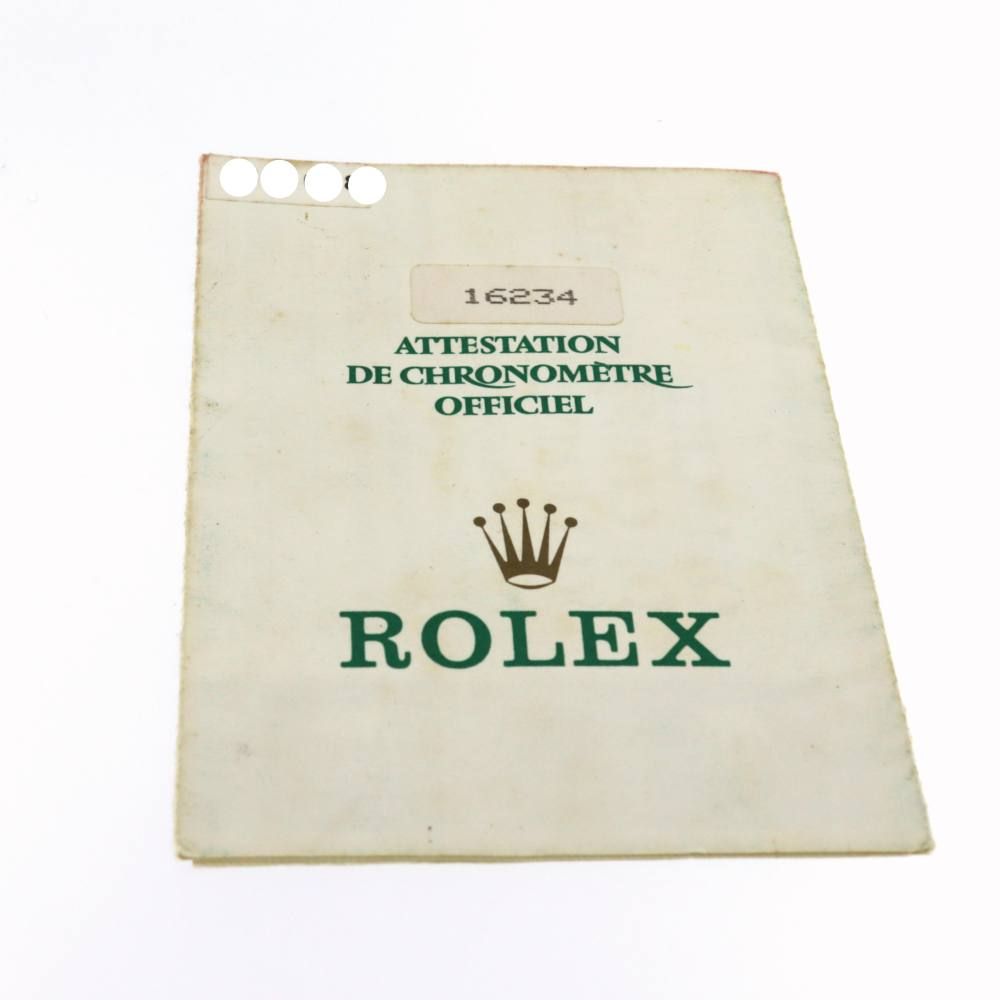 16234
ATTESTATION
DE CHRONOMÈTRE
OFFICIEL
ROLEX